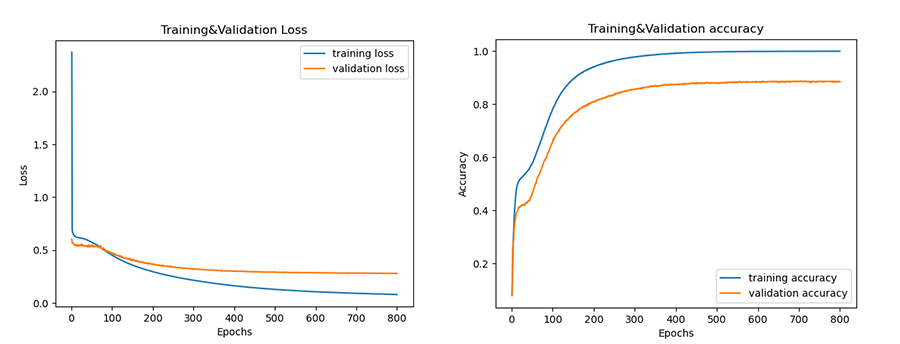 Training&Validation Loss
training loss
validation loss
Loss
2.0
1.5
1.0
0.5
0.0
0 100 200 300 400 500 600 700 800
Epochs
Training&Validation accuracy
Accuracy
1.0
0.8
0.6
0.4
0.2
training accuracy
validation accuracy
0 100 200 300 400 500 600 700 800
Epochs